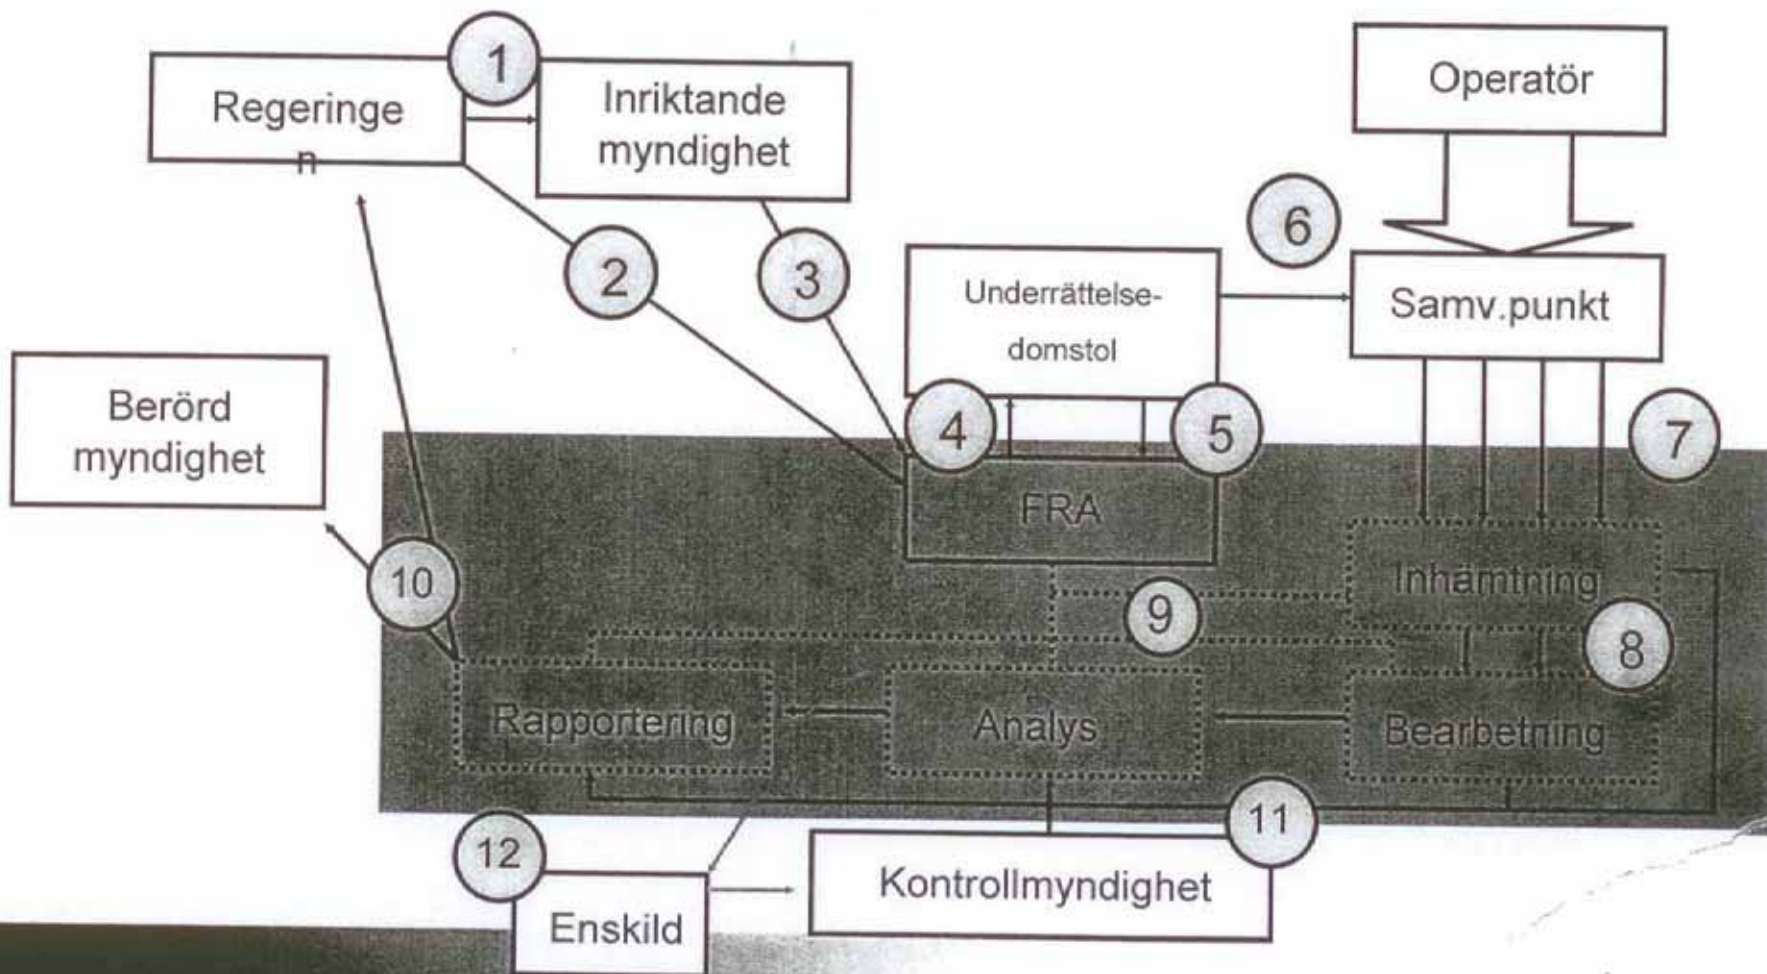 1
Regeringe
n
Inriktande
myndighet
Operatör
2
3
6
Underrättelse-
domstol
Samv.punkt
Berörd
myndighet
4
5
7
FRA
10
9
Inhämtning
8
Rapportering
Analys
Bearbetning
11
12
Kontrollmyndighet
Enskild